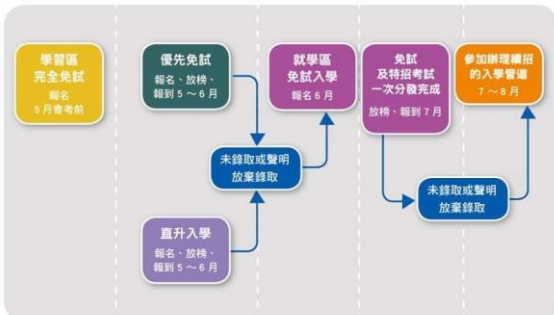 學習區
完全免試
報名
5 月會考前
優先免試
報名、放榜、
報到 5 ～ 6 月
未錄取或聲明
放棄錄取
直升入學
報名、放榜、
報到 5 ～ 6 月
就學區
免試入學
報名 6 月
免試
及特招考試
一次分發完成
放榜、報到 7 月
未錄取或聲明
放棄錄取
參加辦理續招
的入學管道
7 ～ 8 月